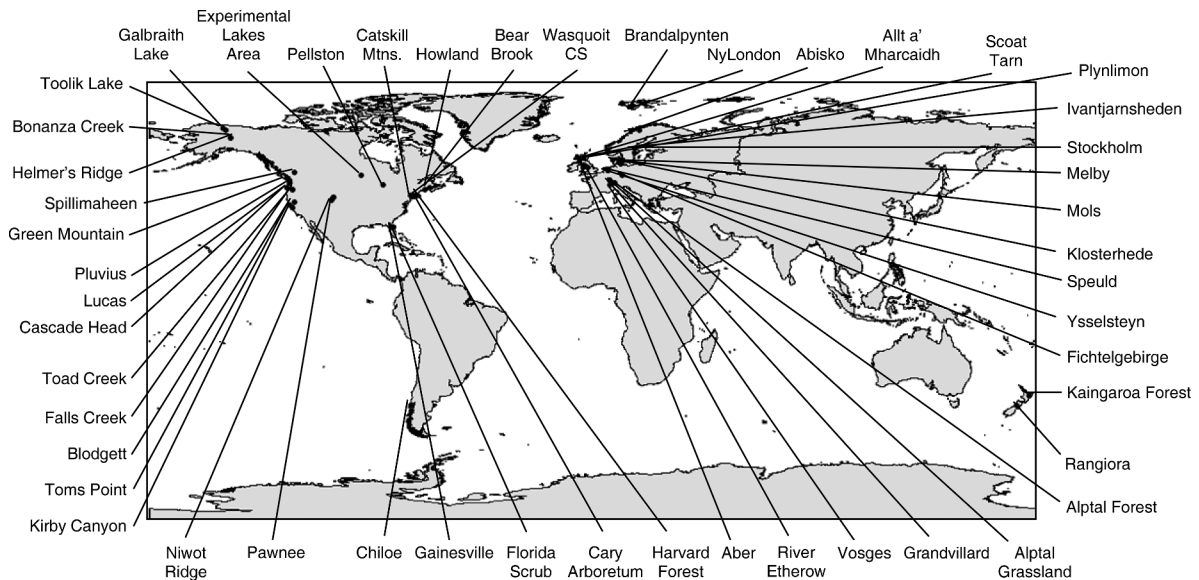 Galbraith
Lake
Experimental
Lakes
Area
Pellston
Catskill
Mtns.
Howland
Bear
Brook
Wasquoit
CS
Brandalpynten
NyLondon
Abisko
Allt a'
Mharcaidh
Scoat
Tarn
Plynlimon
Toolik Lake
Bonanza Creek
Helmer's Ridge
Spillimaheen
Green Mountain
Pluvius
Lucas
Cascade Head
Toad Creek
Falls Creek
Blodgett
Toms Point
Kirby Canyon
Ivantjarnsheden
Stockholm
Melby
Mols
Klosterhede
Speuld
Ysselsteyn
Fichtelgebirge
Kaingaroa Forest
Rangiora
Alptal Forest
Niwot
Ridge
Pawnee
Chiloe
Gainesville
Florida
Scrub
Cary
Arboretum
Harvard
Forest
Aber
River
Etherow
Vosges
Grandvillard
Alptal
Grassland